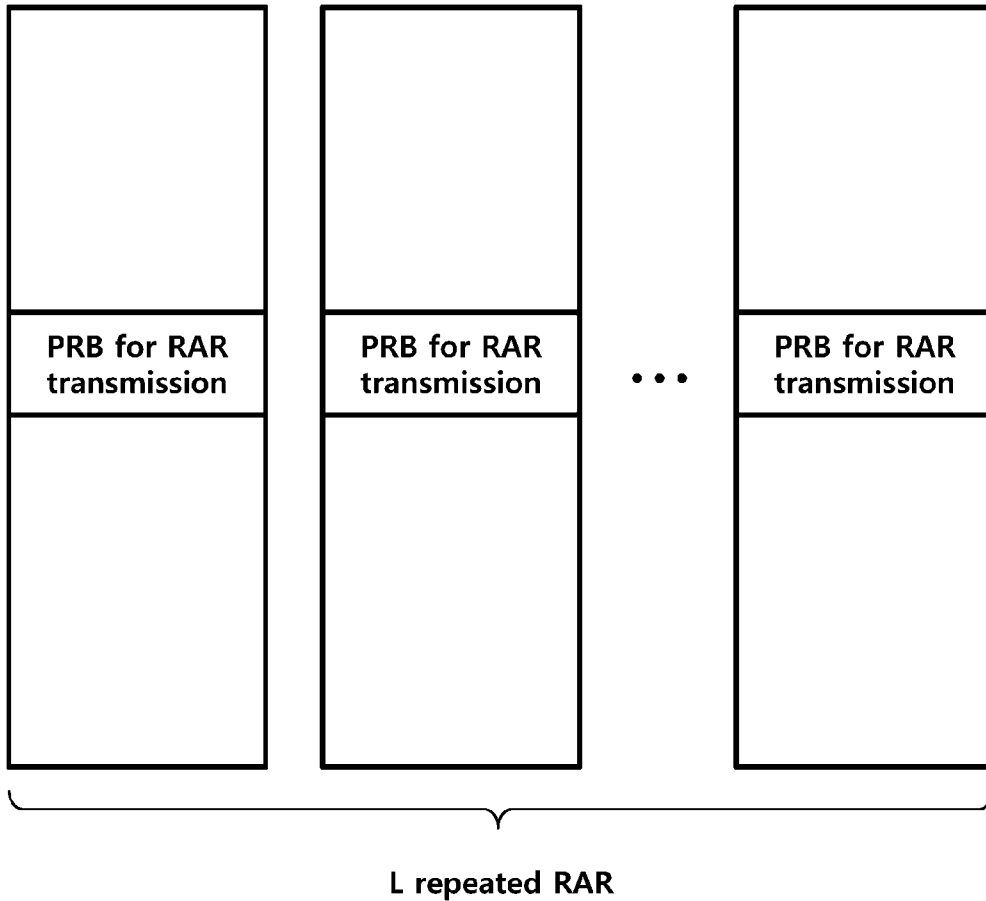 PRB for RAR
transmission
PRB for RAR
transmission
...
PRB for RAR
transmission
L repeated RAR